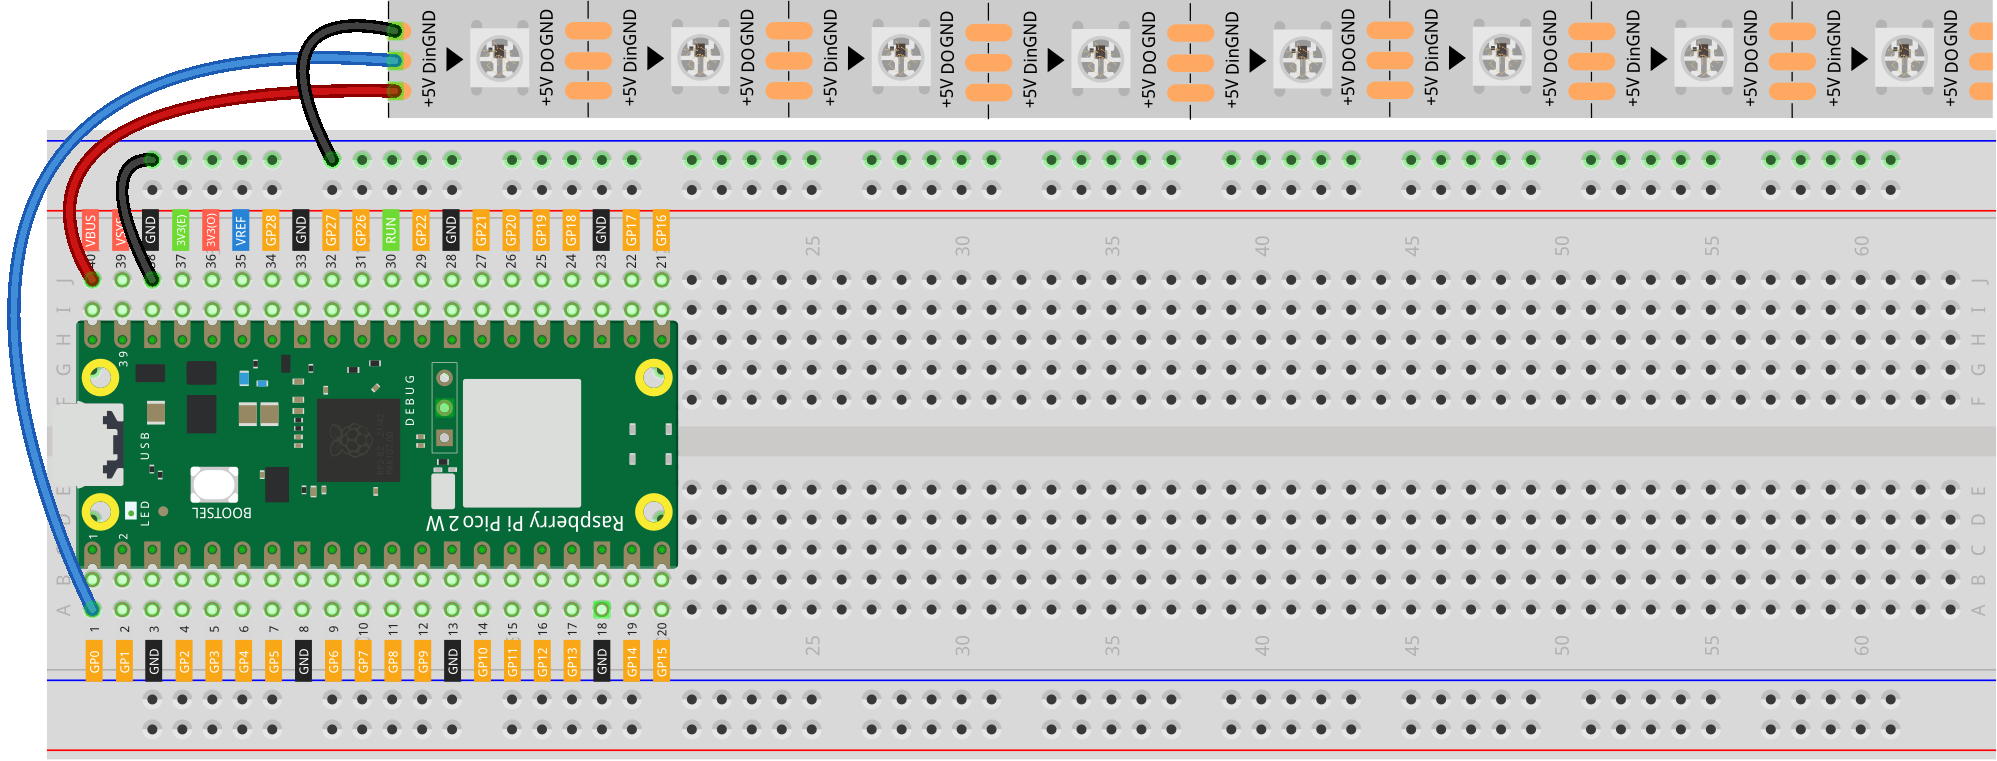 +5V DinGND +5V DO GND +5V DinGND +5V DO GND +5V DinGND +5V DO GND +5V DinGND +5V DO GND +5V DinGND +5V DO GND +5V DinGND +5V DO GND +5V DinGND +5V DO GND +5V DinGND +5V DO GND
VBUS VSYS GND 3V3(E) 3V3(O) VREF GP28 GND GP27 GP26 RUN GP22 GND GP21 GP20 GP19 GP18 GND GP17 GP16
40 39 38 37 36 35 34 33 32 31 30 29 28 27 26 25 24 23 22 21
25 30 35 40 45 50 55 60
J J
I I
H H
G G
F F
39
DEBUG
USB
BOOTSEL
LED
1 2
Raspberry Pi Pico 2 W
E E
D D
C
B B
A A
1 2 3 4 5 6 7 8 9 10 11 12 13 14 15 16 17 18 19 20
25 30 35 40 45 50 55 60
GP0 GP1 GND GP2 GP3 GP4 GP5 GND GP6 GP7 GP8 GP9 GND GP10 GP11 GP12 GP13 GND GP14 GP15